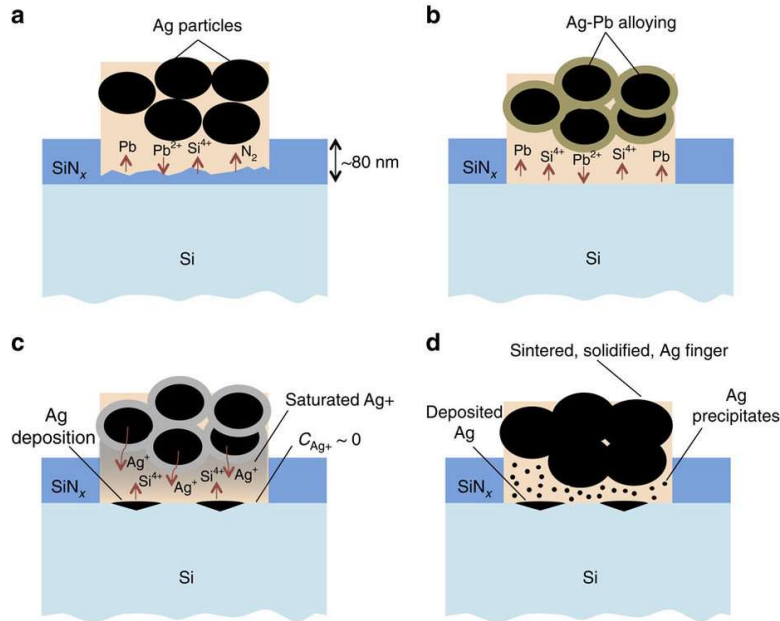 a
Ag particles
Pb Pb²⁺ Si⁴⁺ N₂
SiNₓ
~80 nm
Si
b
Ag-Pb alloying
Pb Si⁴⁺ Pb²⁺ Si⁴⁺ Pb
SiNₓ
Si
c
Ag
deposition
Saturated Ag+
C_Ag+ ~ 0
Ag⁺ Si⁴⁺ Ag⁺ Si⁴⁺ Ag⁺
SiNₓ
Si
d
Sintered, solidified, Ag finger
Deposited
Ag
Ag
precipitates
SiNₓ
Si